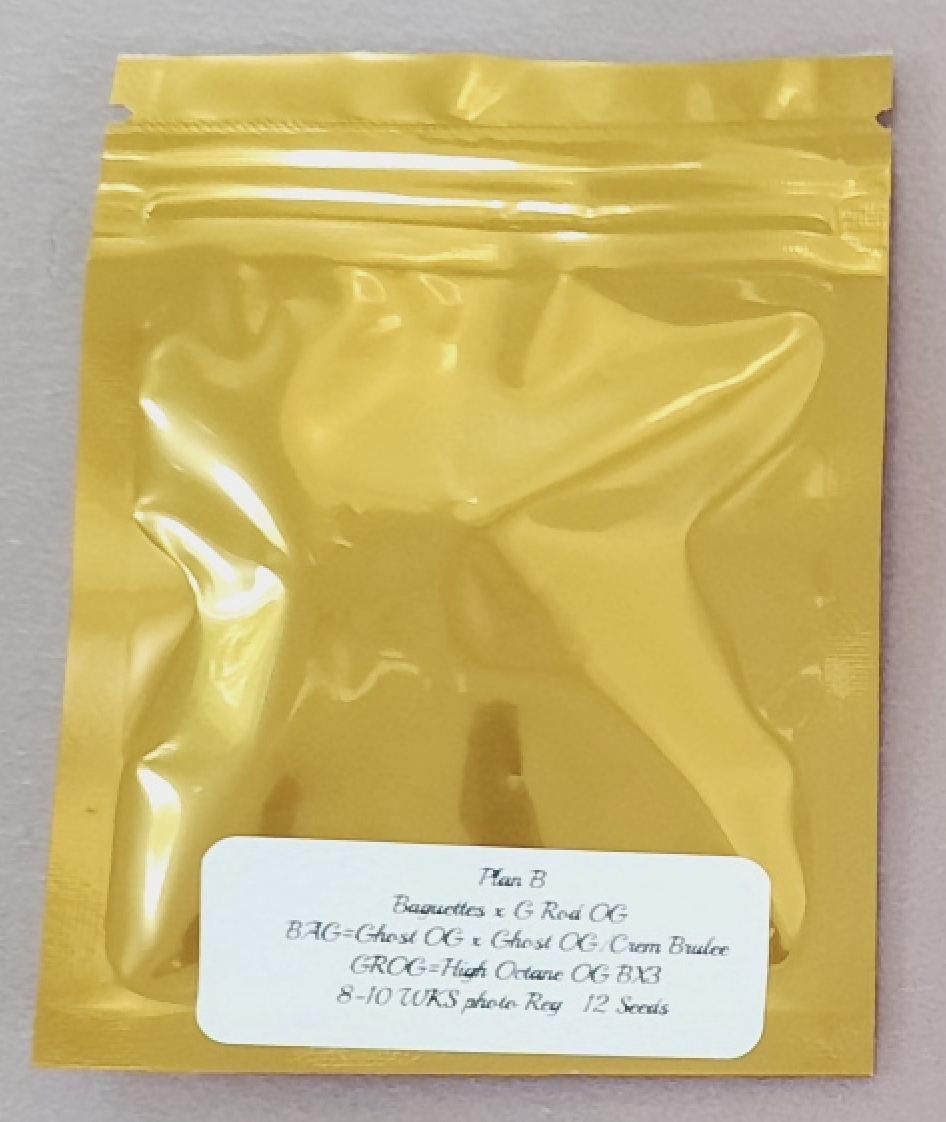 Plan B
Baguettes x G Rod OG
BAG=Ghost OG x Ghost OG/Crem Brulee
GROG=High Octane OG BX3
8-10 WKS photo Reg 12 Seeds